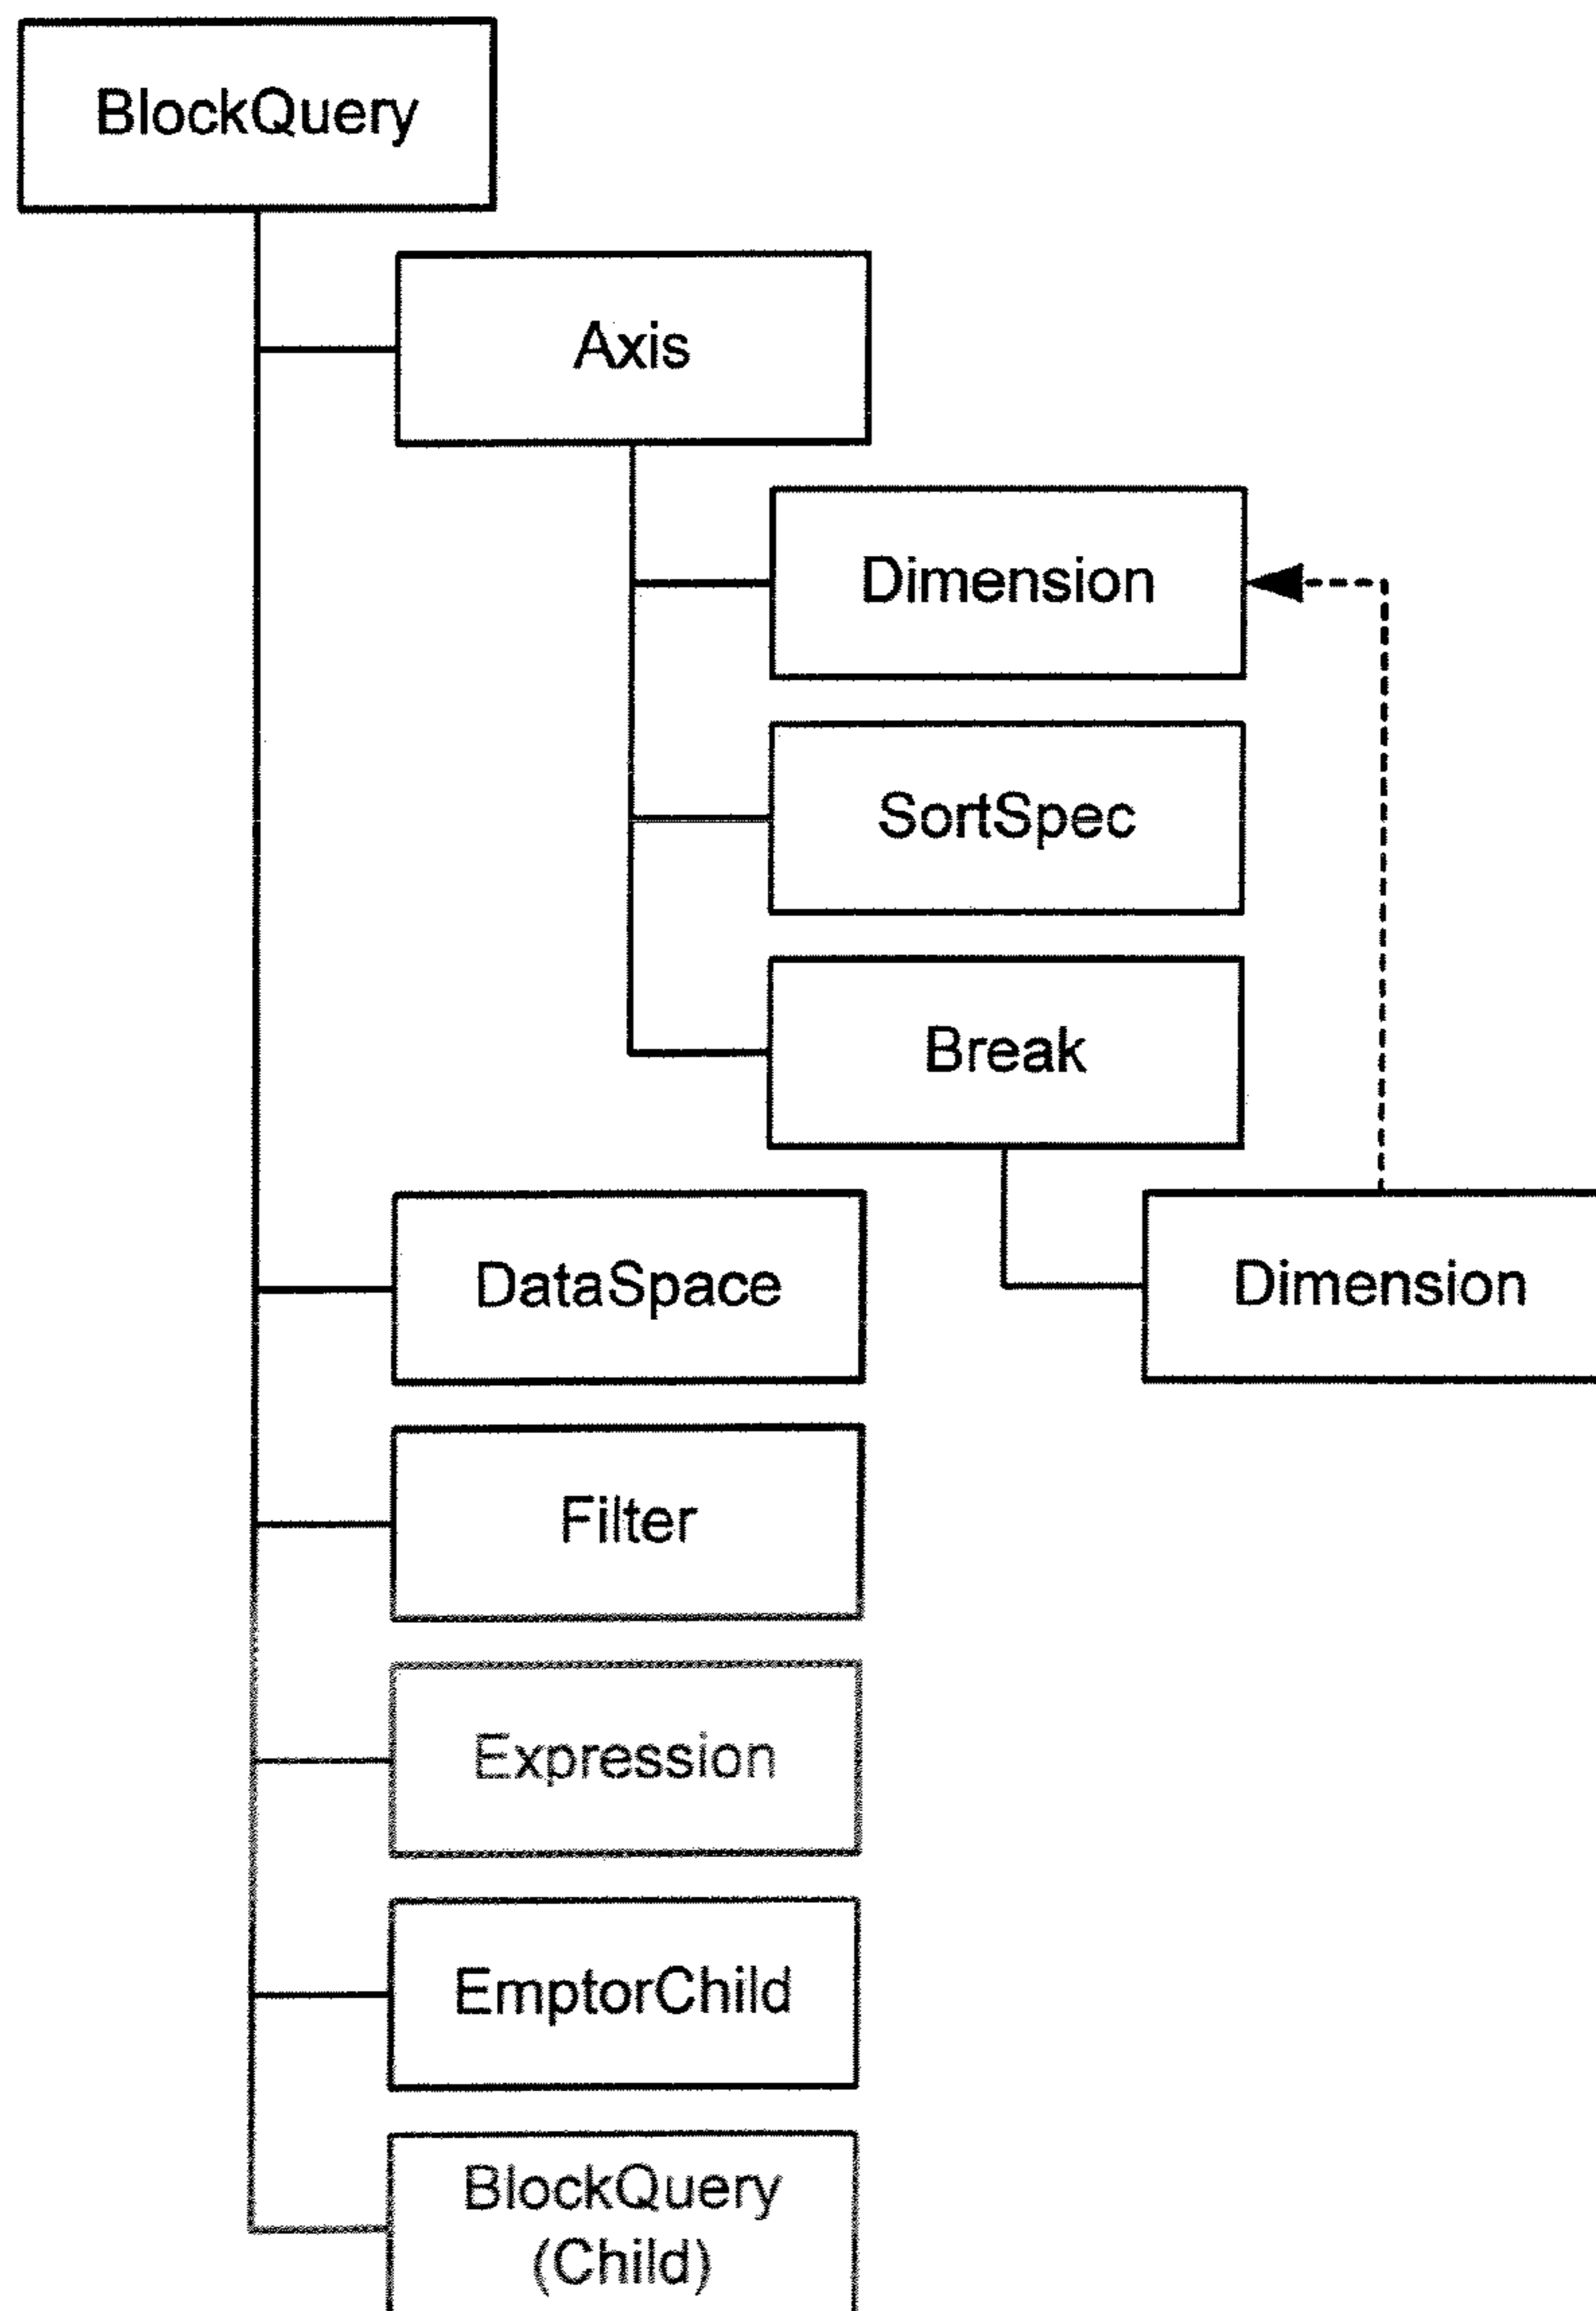 BlockQuery
Axis
Dimension
SortSpec
Break
DataSpace
Dimension
Filter
Expression
EmptorChild
BlockQuery
(Child)